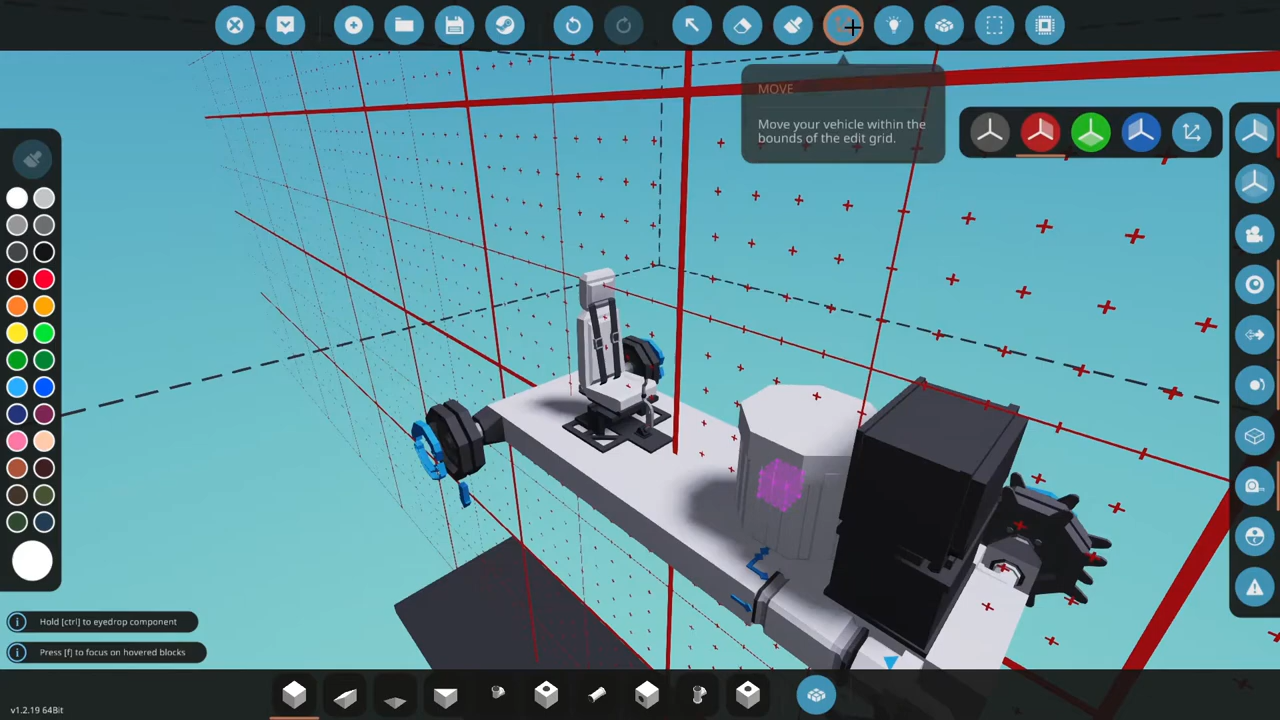 MOVE
Move your vehicle within the
bounds of the edit grid.
Hold [ctrl] to eyedrop component
Press [f] to focus on hovered blocks
v1.2.19 64Bit